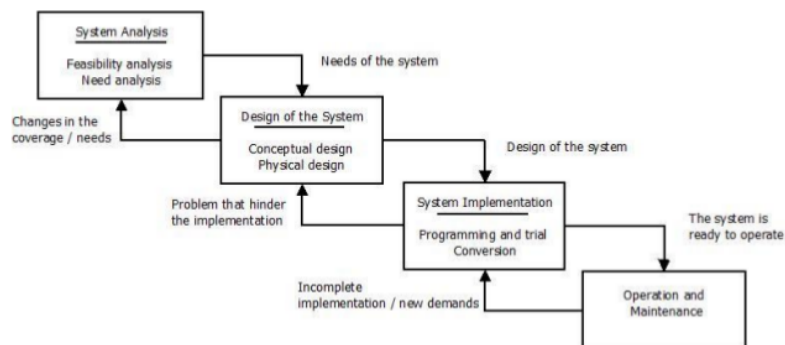 System Analysis
Feasibility analysis
Need analysis
Needs of the system
Changes in the
coverage / needs
Design of the System
Conceptual design
Physical design
Design of the system
Problem that hinder
the implementation
System Implementation
Programming and trial
Conversion
The system is
ready to operate
Incomplete
implementation / new demands
Operation and
Maintenance